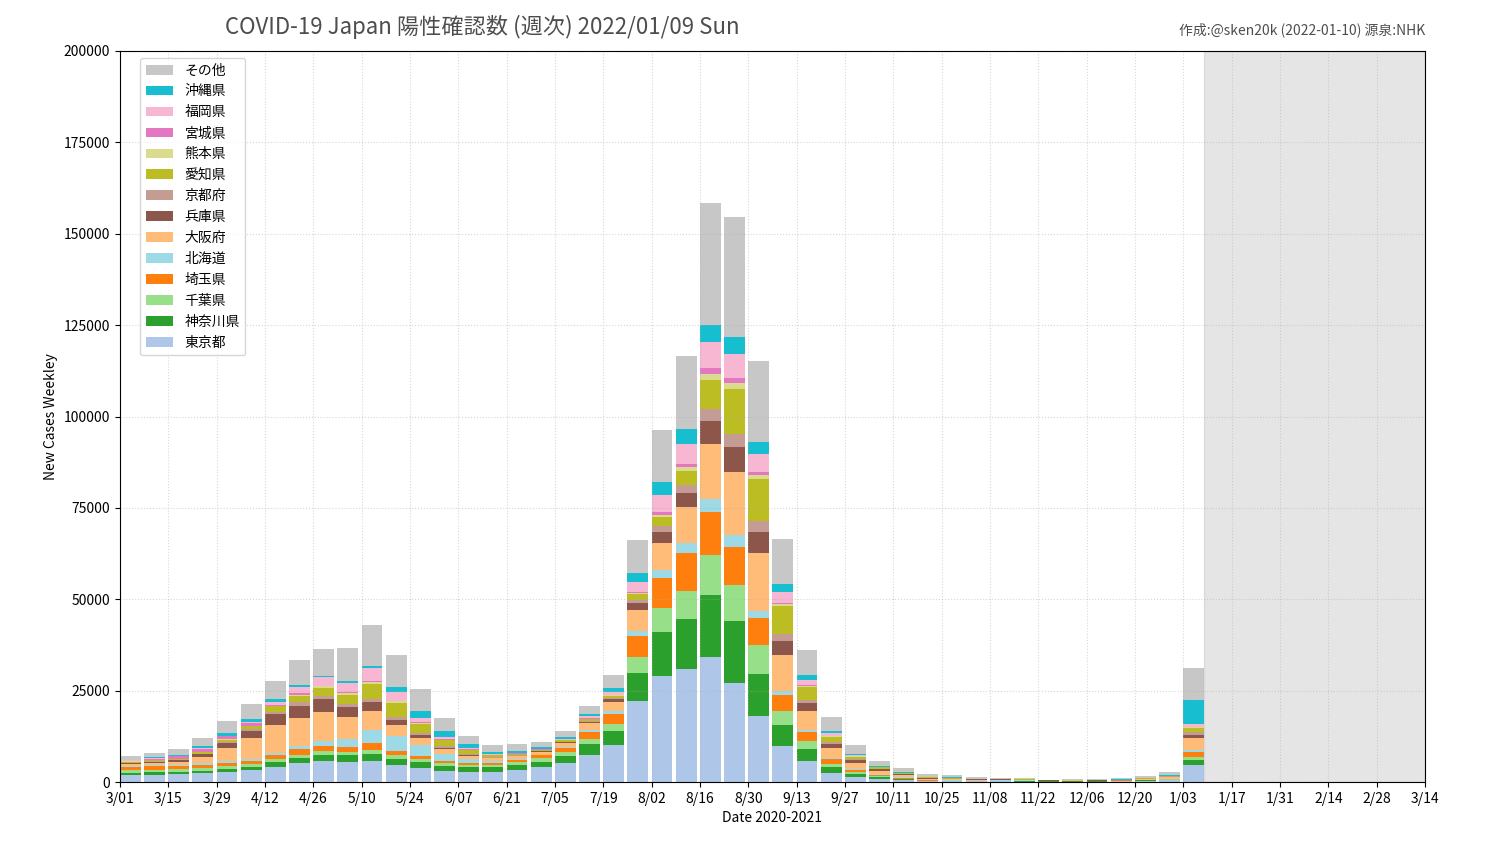 COVID-19 Japan 陽性確認数 (週次) 2022/01/09 Sun
作成:@sken20k (2022-01-10) 源泉:NHK
200000
175000
150000
125000
100000
75000
50000
25000
0
New Cases Weekley
その他
沖縄県
福岡県
宮城県
熊本県
愛知県
京都府
兵庫県
大阪府
北海道
埼玉県
千葉県
神奈川県
東京都
3/01 3/15 3/29 4/12 4/26 5/10 5/24 6/07 6/21 7/05 7/19 8/02 8/16 8/30 9/13 9/27 10/11 10/25 11/08 11/22 12/06 12/20 1/03 1/17 1/31 2/14 2/28 3/14
Date 2020-2021